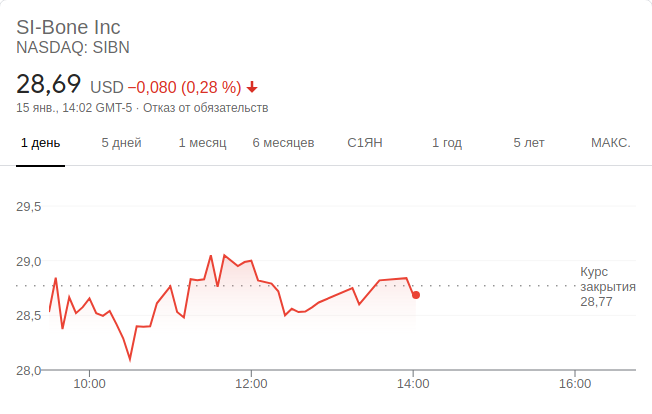 SI-Bone Inc
NASDAQ: SIBN
28,69 USD −0,080 (0,28 %)
15 янв., 14:02 GMT-5 · Отказ от обязательств
1 день 5 дней 1 месяц 6 месяцев С1ЯН 1 год 5 лет МАКС.
29,5
29,0
Курс
закрытия
28,77
28,5
28,0
10:00 12:00 14:00 16:00